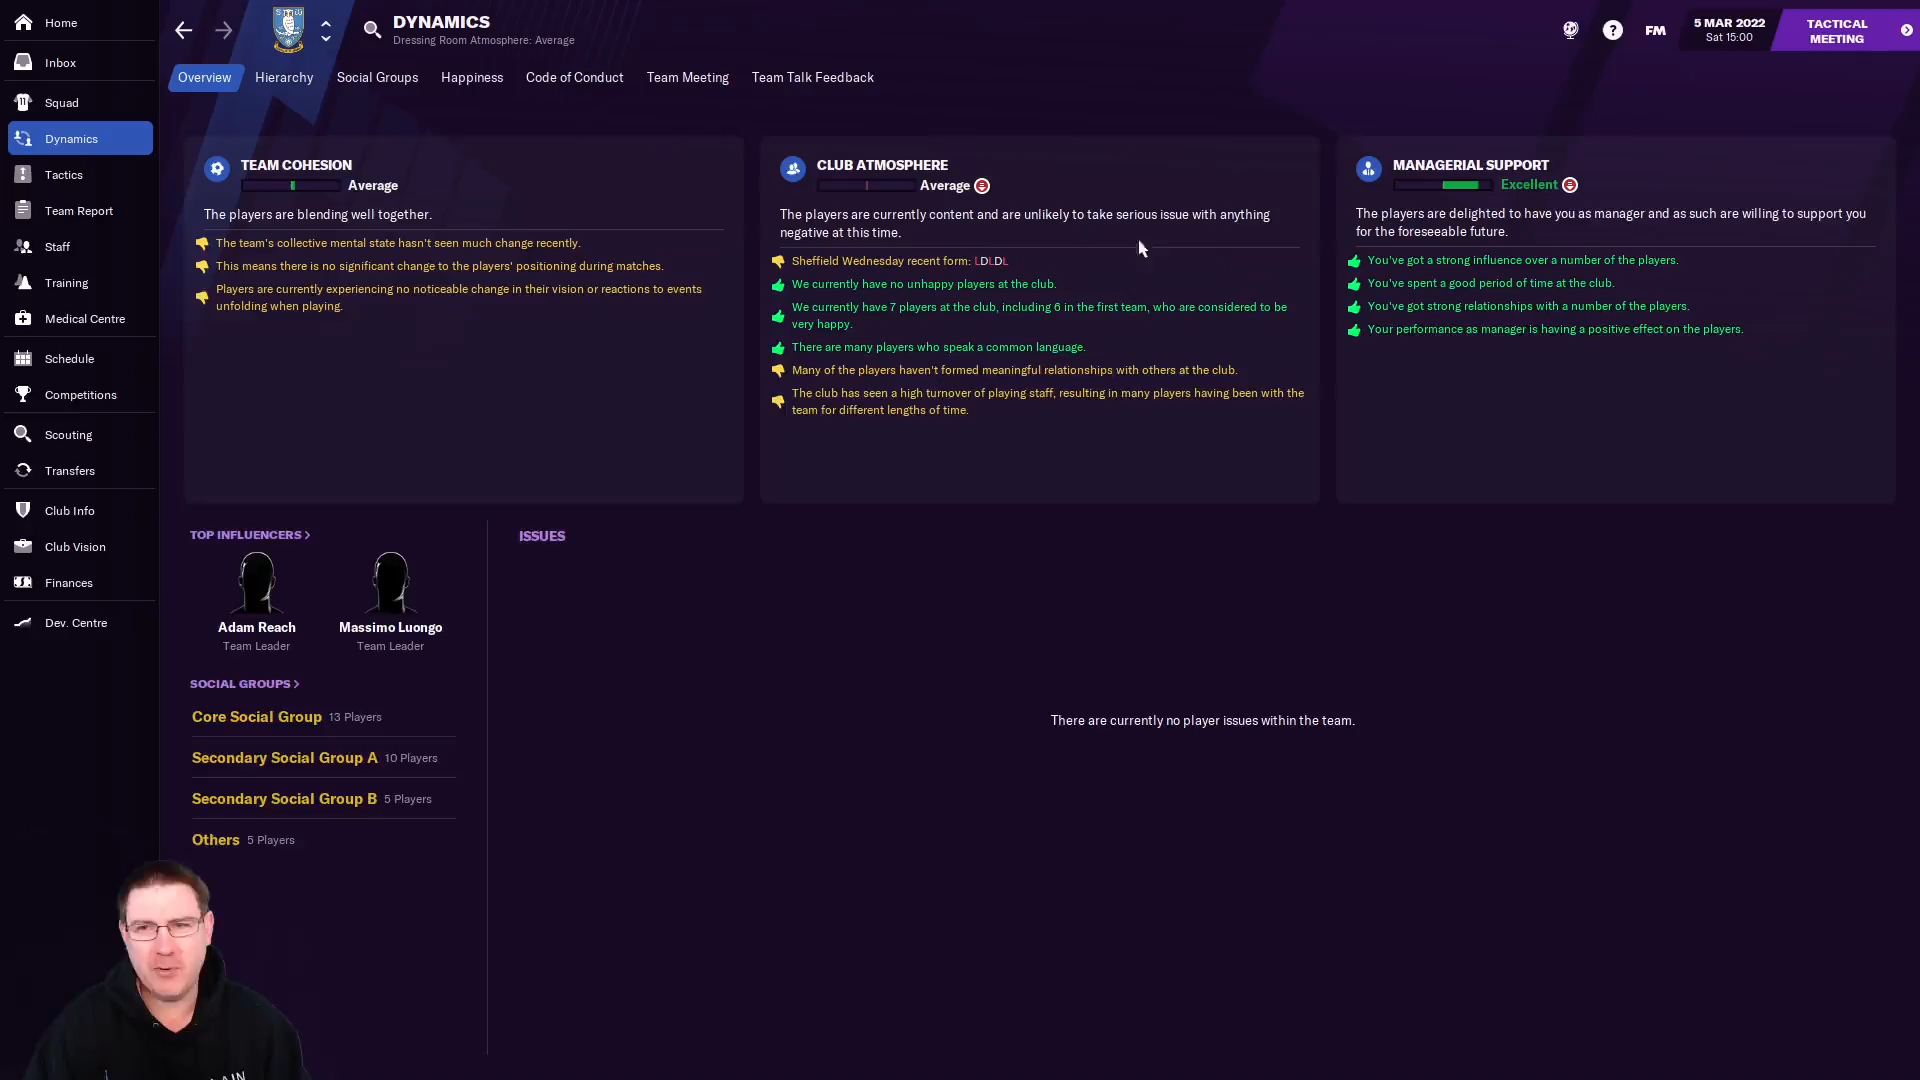 Home
Inbox
Squad
Dynamics
Tactics
Team Report
Staff
Training
Medical Centre
Schedule
Competitions
Scouting
Transfers
Club Info
Club Vision
Finances
Dev. Centre
DYNAMICS
Dressing Room Atmosphere: Average
FM
5 MAR 2022
Sat 15:00
TACTICAL
MEETING
Overview
Hierarchy
Social Groups
Happiness
Code of Conduct
Team Meeting
Team Talk Feedback
TEAM COHESION
Average
The players are blending well together.
The team's collective mental state hasn't seen much change recently.
This means there is no significant change to the players' positioning during matches.
Players are currently experiencing no noticeable change in their vision or reactions to events
unfolding when playing.
CLUB ATMOSPHERE
Average
The players are currently content and are unlikely to take serious issue with anything
negative at this time.
Sheffield Wednesday recent form: LDLDL
We currently have no unhappy players at the club.
We currently have 7 players at the club, including 6 in the first team, who are considered to be
very happy.
There are many players who speak a common language.
Many of the players haven't formed meaningful relationships with others at the club.
The club has seen a high turnover of playing staff, resulting in many players having been with the
team for different lengths of time.
MANAGERIAL SUPPORT
Excellent
The players are delighted to have you as manager and as such are willing to support you
for the foreseeable future.
You've got a strong influence over a number of the players.
You've spent a good period of time at the club.
You've got strong relationships with a number of the players.
Your performance as manager is having a positive effect on the players.
TOP INFLUENCERS >
Adam Reach
Team Leader
Massimo Luongo
Team Leader
SOCIAL GROUPS >
Core Social Group 13 Players
Secondary Social Group A 10 Players
Secondary Social Group B 5 Players
Others 5 Players
ISSUES
There are currently no player issues within the team.